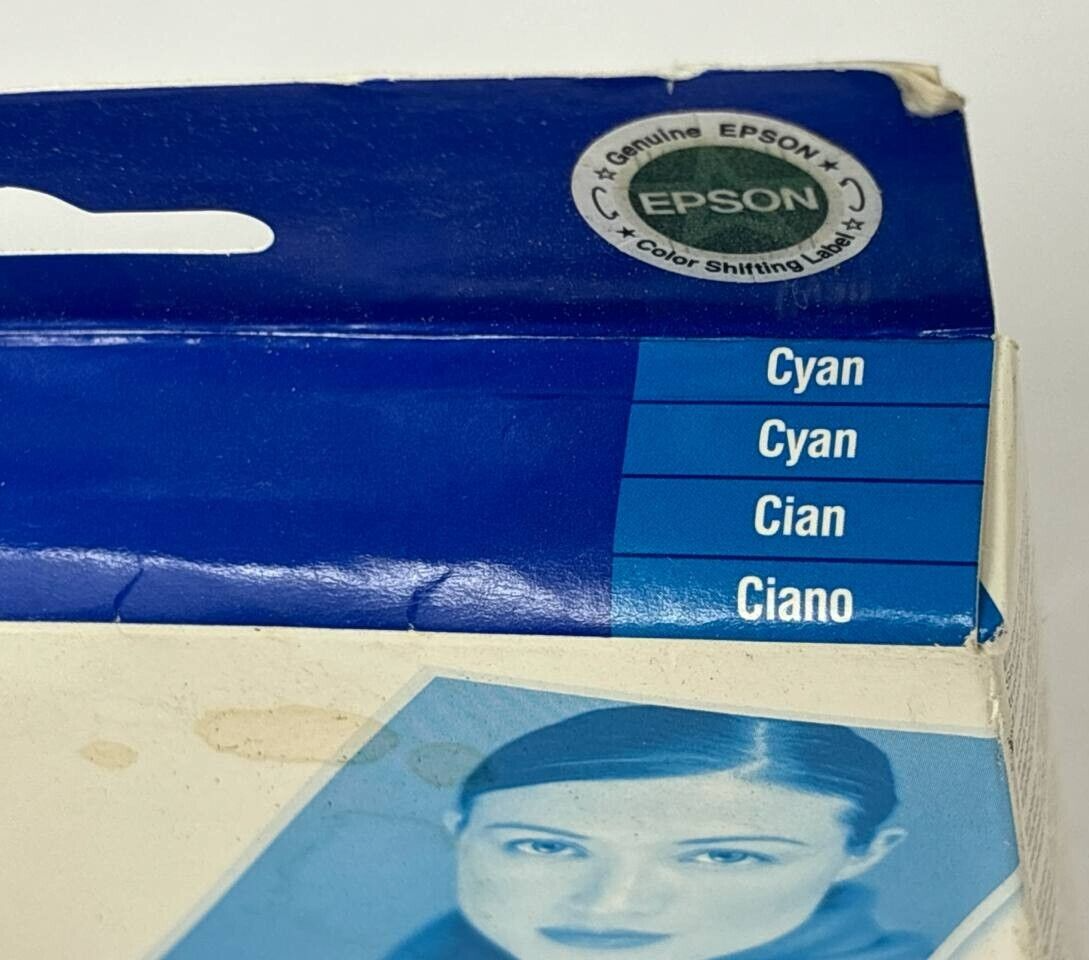 Genuine EPSON
EPSON
Color Shifting Label
Cyan
Cyan
Cian
Ciano